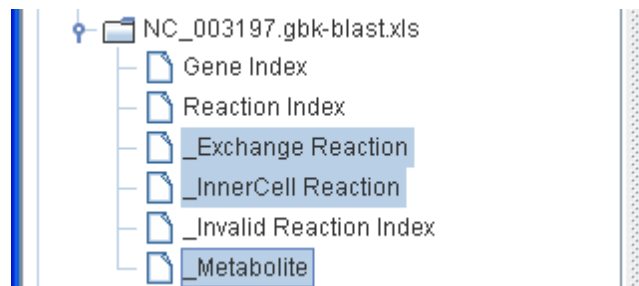 NC_003197.gbk-blast.xls
Gene Index
Reaction Index
_Exchange Reaction
_InnerCell Reaction
_Invalid Reaction Index
_Metabolite